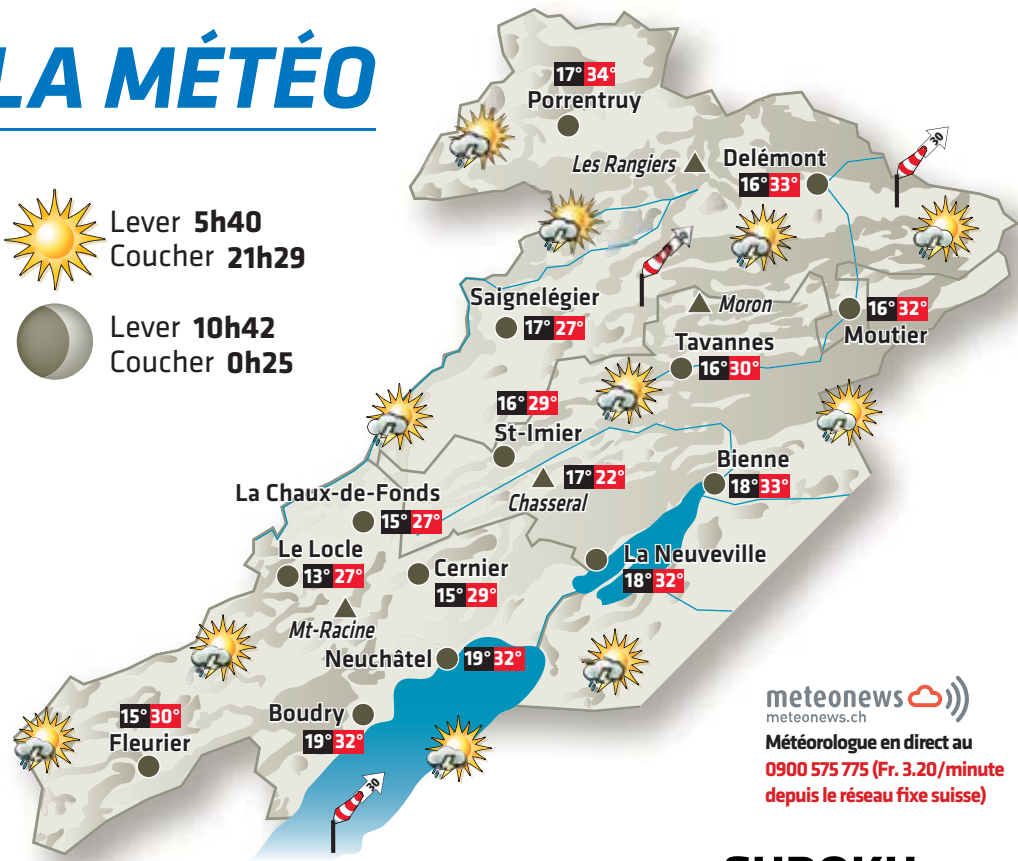 LA MÉTÉO
Lever 5h40
Coucher 21h29
Lever 10h42
Coucher 0h25
17° 34°
Porrentruy
Les Rangiers
Delémont
16° 33°
30
30
Saignelégier
17° 27°
Moron
16° 32°
Moutier
Tavannes
16° 30°
16° 29°
St-Imier
17° 22°
Chasseral
Bienne
18° 33°
La Chaux-de-Fonds
15° 27°
Le Locle
13° 27°
Cernier
15° 29°
La Neuveville
18° 32°
Mt-Racine
Neuchâtel 19° 32°
Boudry
19° 32°
15° 30°
Fleurier
30
meteonews
meteonews.ch
Météorologue en direct au
0900 575 775 (Fr. 3.20/minute
depuis le réseau fixe suisse)